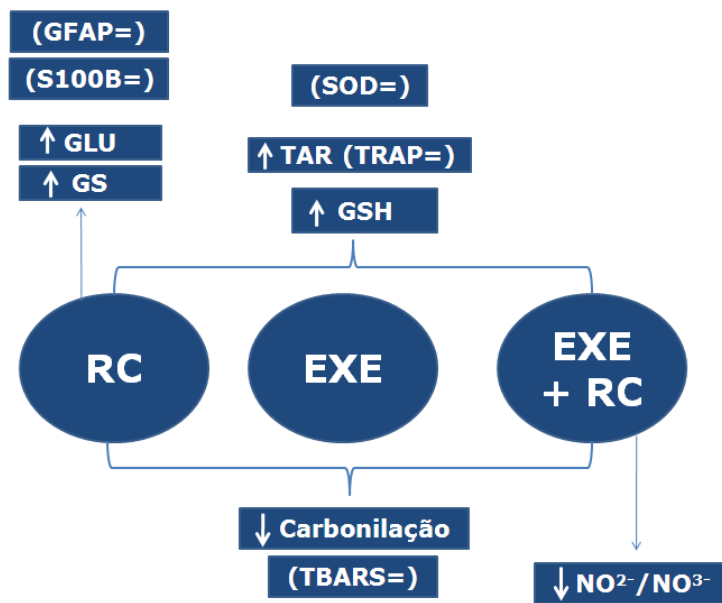 (GFAP=)
(S100B=)
(SOD=)
↑ GLU
↑ TAR (TRAP=)
↑ GS
↑ GSH
RC
EXE
EXE
+ RC
↓ Carbonilação
(TBARS=)
↓ NO²⁻/NO³⁻